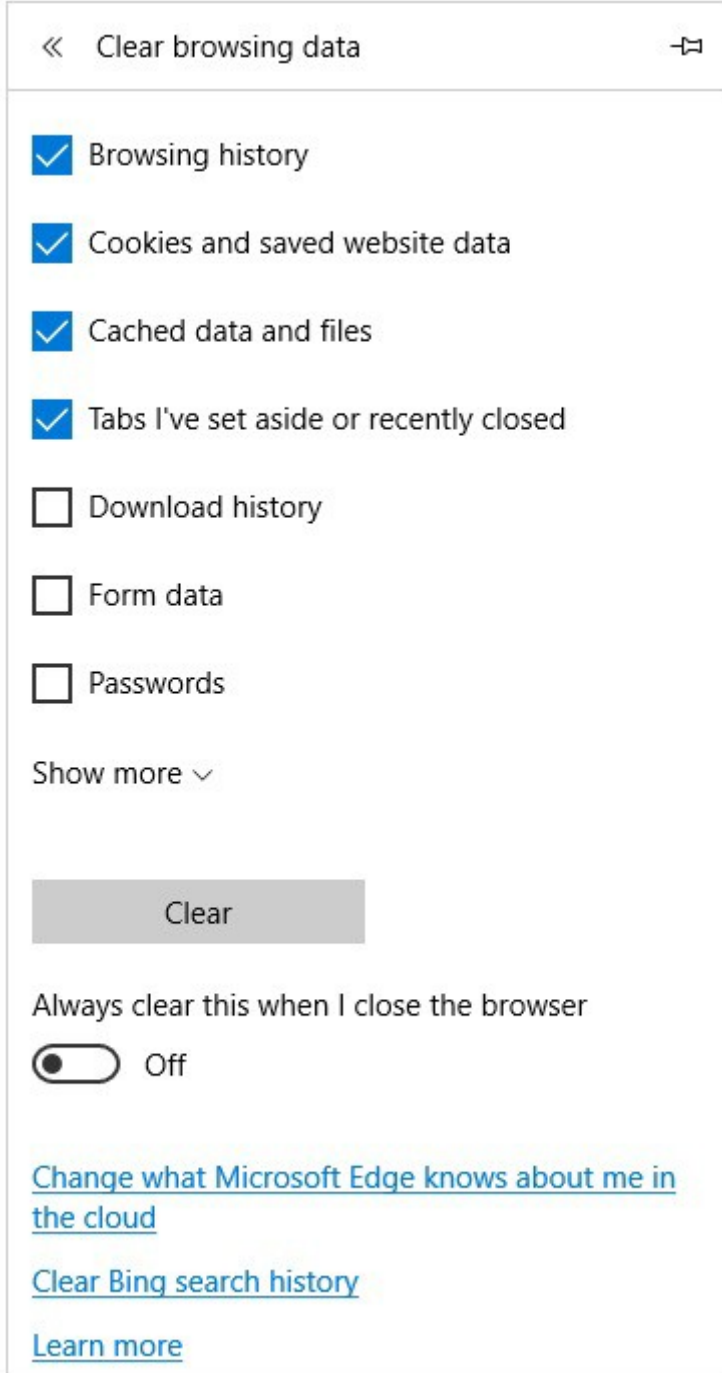 Clear browsing data
Browsing history
Cookies and saved website data
Cached data and files
Tabs I've set aside or recently closed
Download history
Form data
Passwords
Show more
Clear
Always clear this when I close the browser
Off
Change what Microsoft Edge knows about me in
the cloud
Clear Bing search history
Learn more